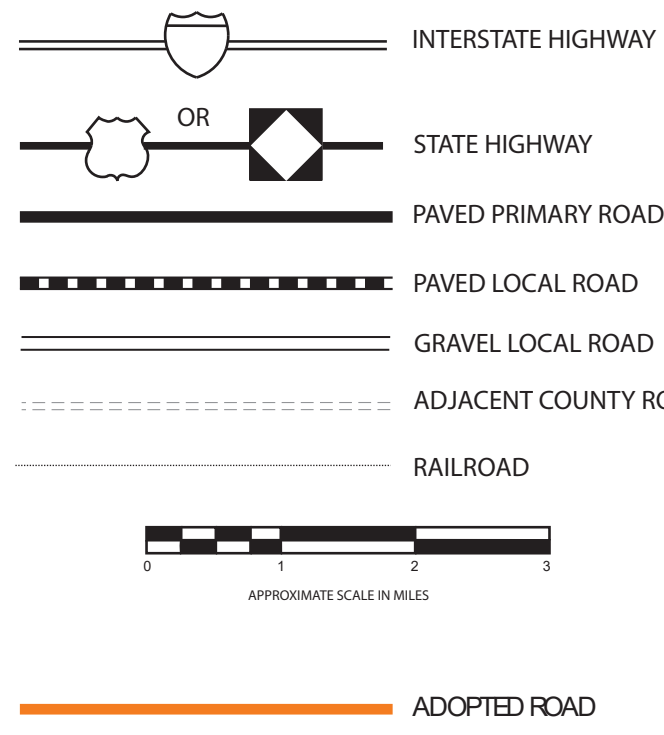 INTERSTATE HIGHWAY
OR
STATE HIGHWAY
PAVED PRIMARY ROAD
PAVED LOCAL ROAD
GRAVEL LOCAL ROAD
ADJACENT COUNTY
RAILROAD
0 1 2 3
APPROXIMATE SCALE IN MILES
ADOPTED ROAD